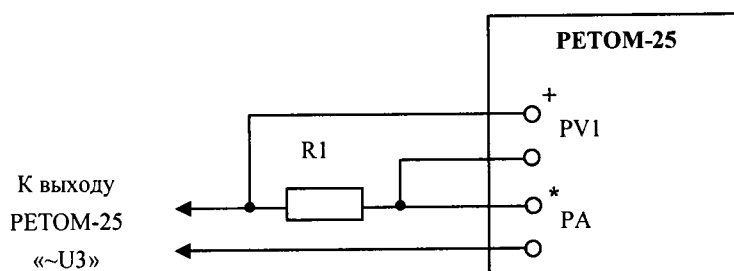 РЕТОМ-25
+
PV1
R1
*
PA
К выходу
РЕТОМ-25
«~U3»